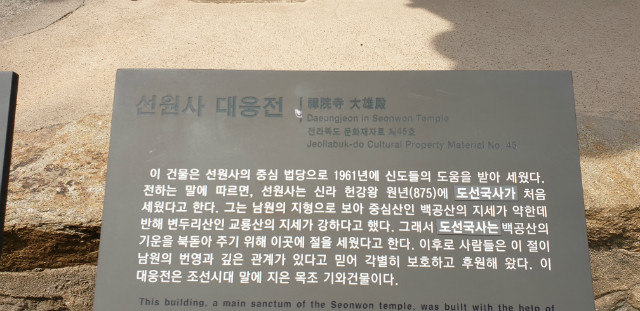 선원사 대웅전
禪院寺 大雄殿
Daeungjeon in Seonwon Temple
전라북도 문화재자료 제45호
Jeollabuk-do Cultural Property Material No. 45
이 건물은 선원사의 중심 법당으로 1961년에 신도들의 도움을 받아 세웠다.
전하는 말에 따르면, 선원사는 신라 헌강왕 원년(875)에 도선국사가 처음
세웠다고 한다. 그는 남원의 지형으로 보아 중심산인 백공산의 지세가 약한데
반해 변두리산인 교룡산의 지세가 강하다고 했다. 그래서 도선국사는 백공산의
기운을 북돋아 주기 위해 이곳에 절을 세웠다고 한다. 이후로 사람들은 이 절이
남원의 번영과 깊은 관계가 있다고 믿어 각별히 보호하고 후원해 왔다. 이
대웅전은 조선시대 말에 지은 목조 기와건물이다.
This building, a main sanctum of the Seonwon temple, was built with the help of